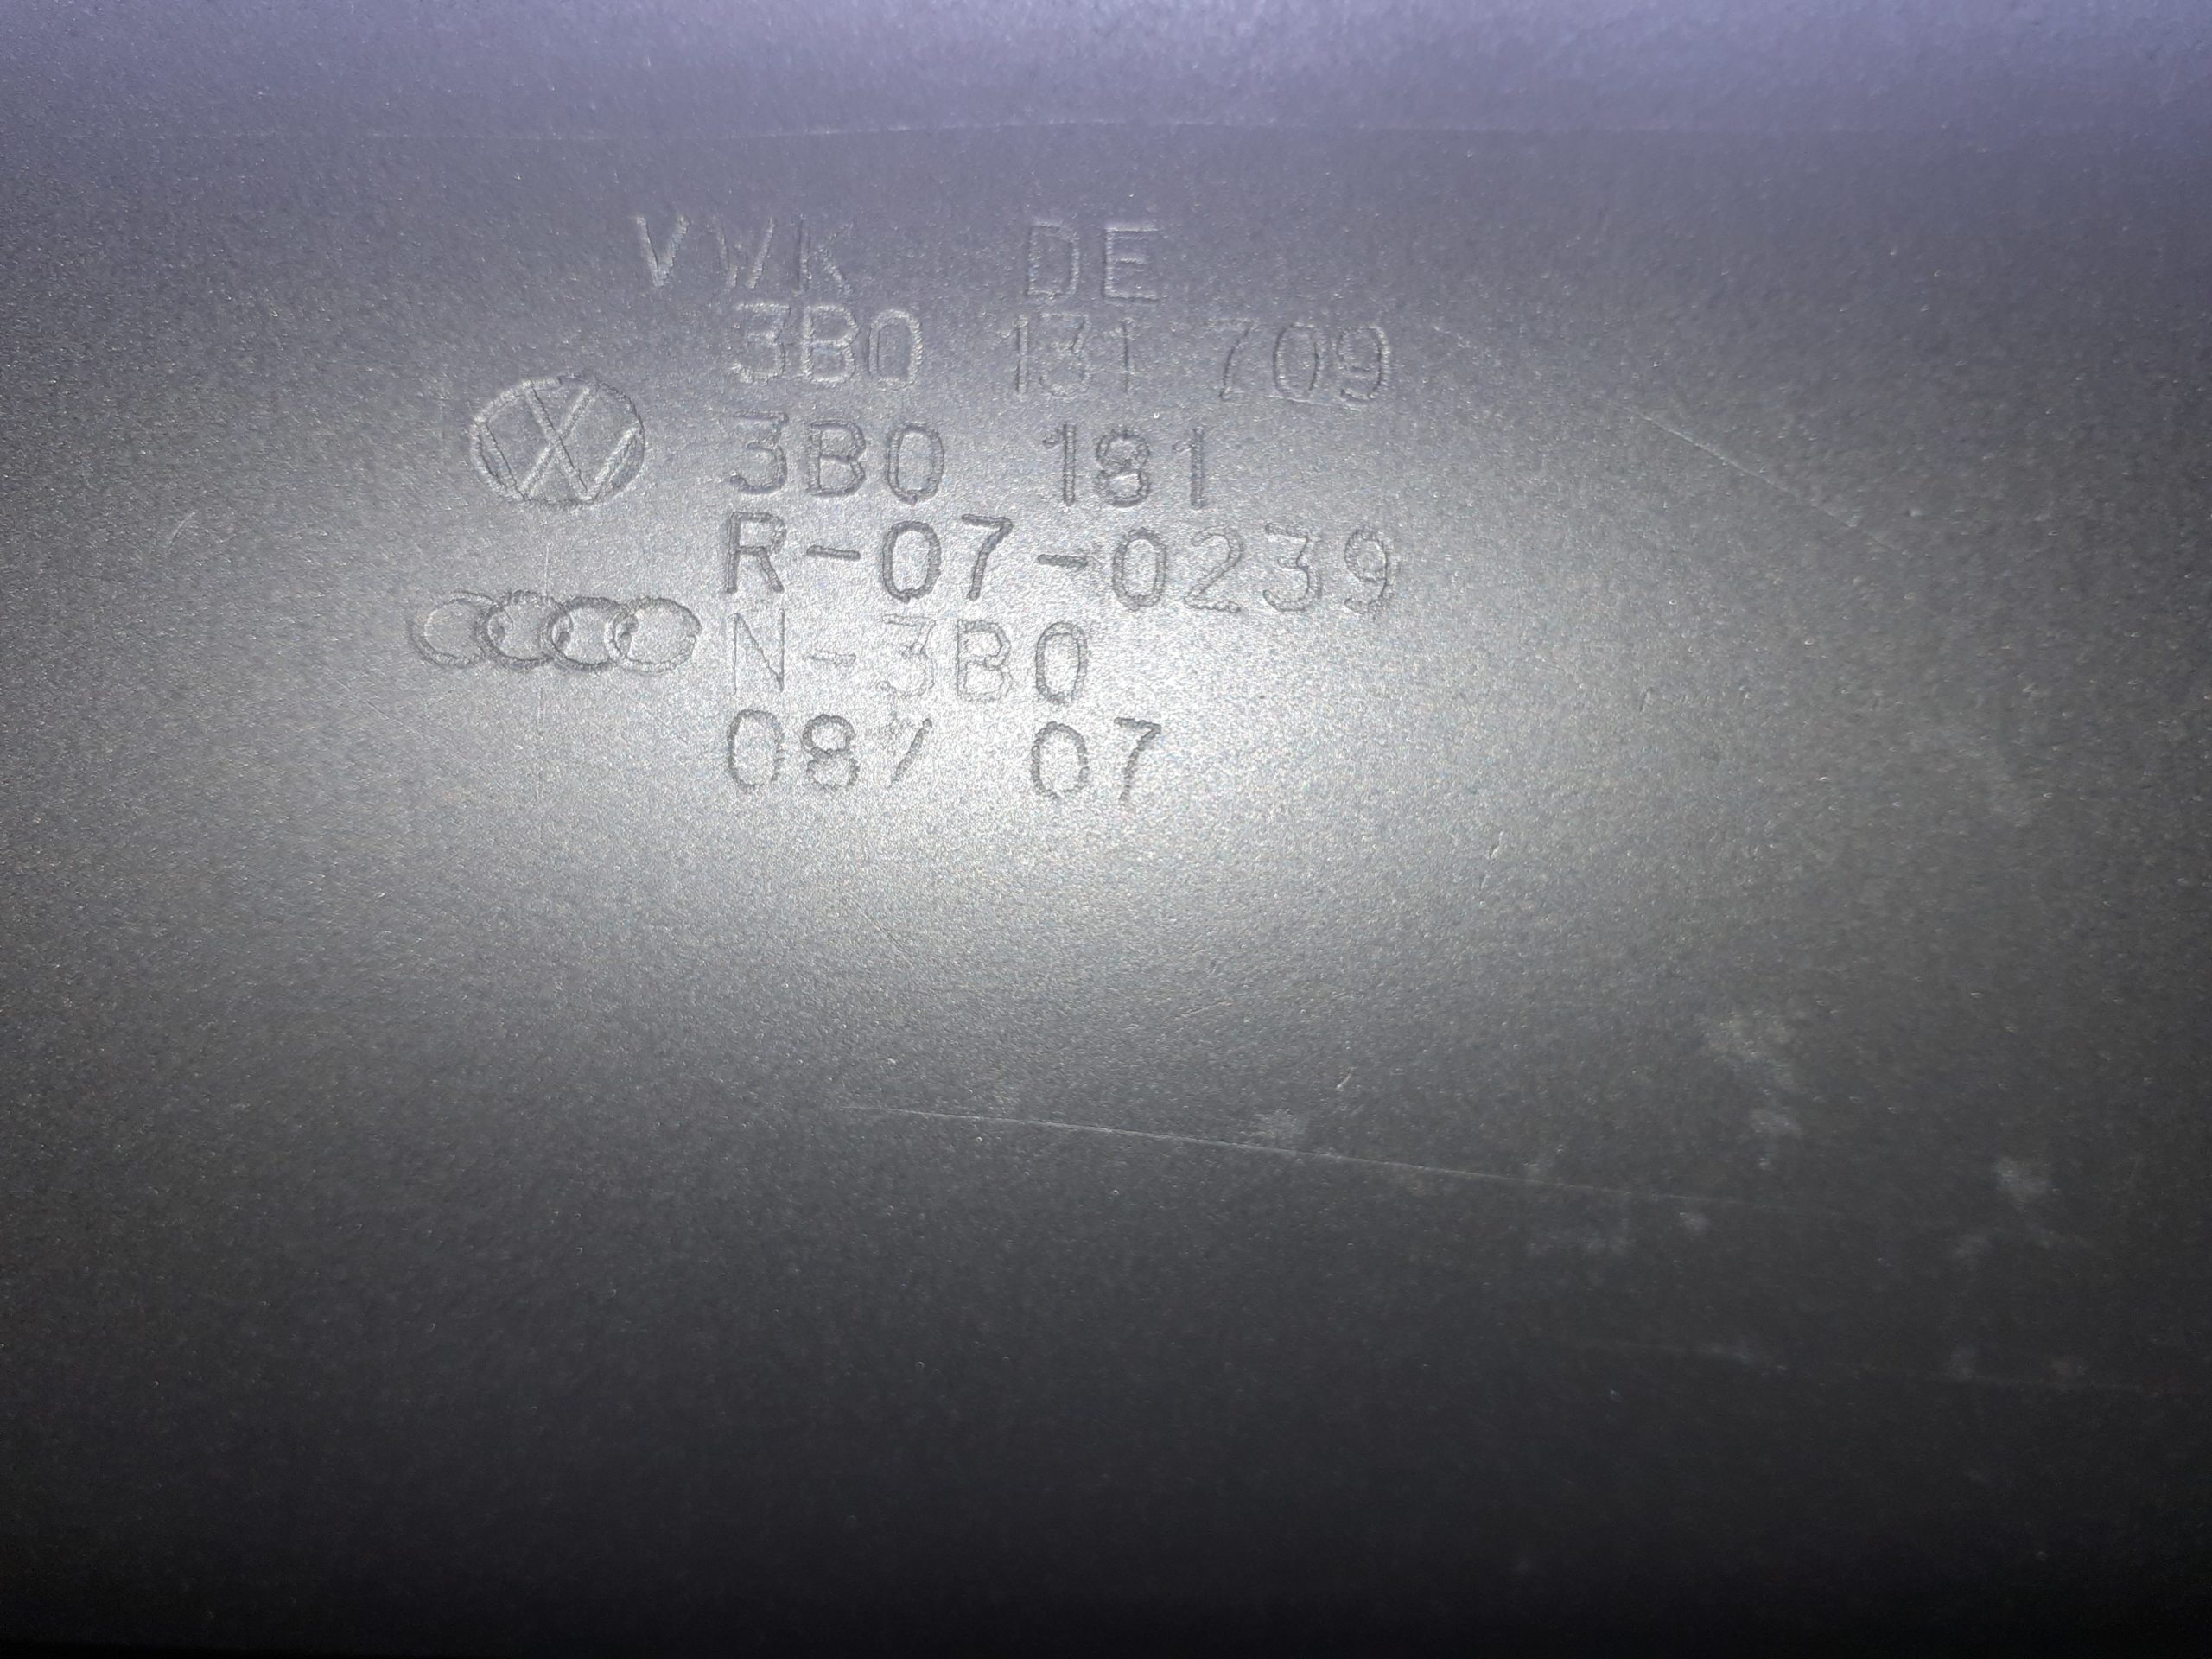 VWK DE
3B0 131 709
3B0 181
R-07-0239
N-3B0
08/ 07